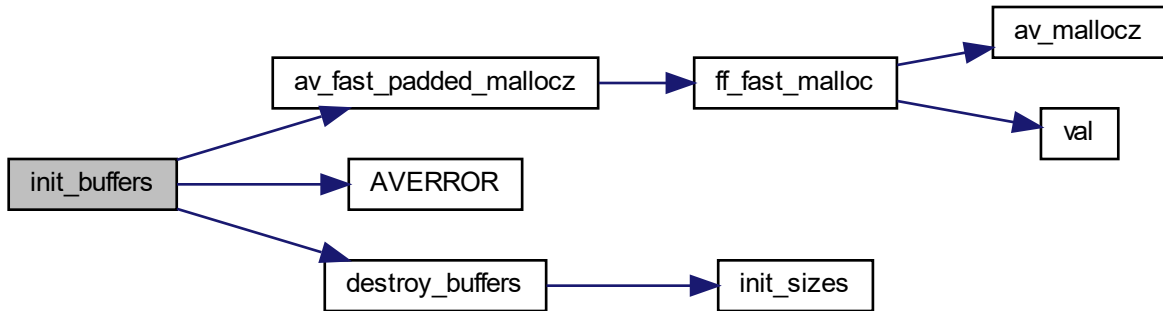 av_mallocz
av_fast_padded_mallocz
ff_fast_malloc
val
init_buffers
AVERROR
destroy_buffers
init_sizes